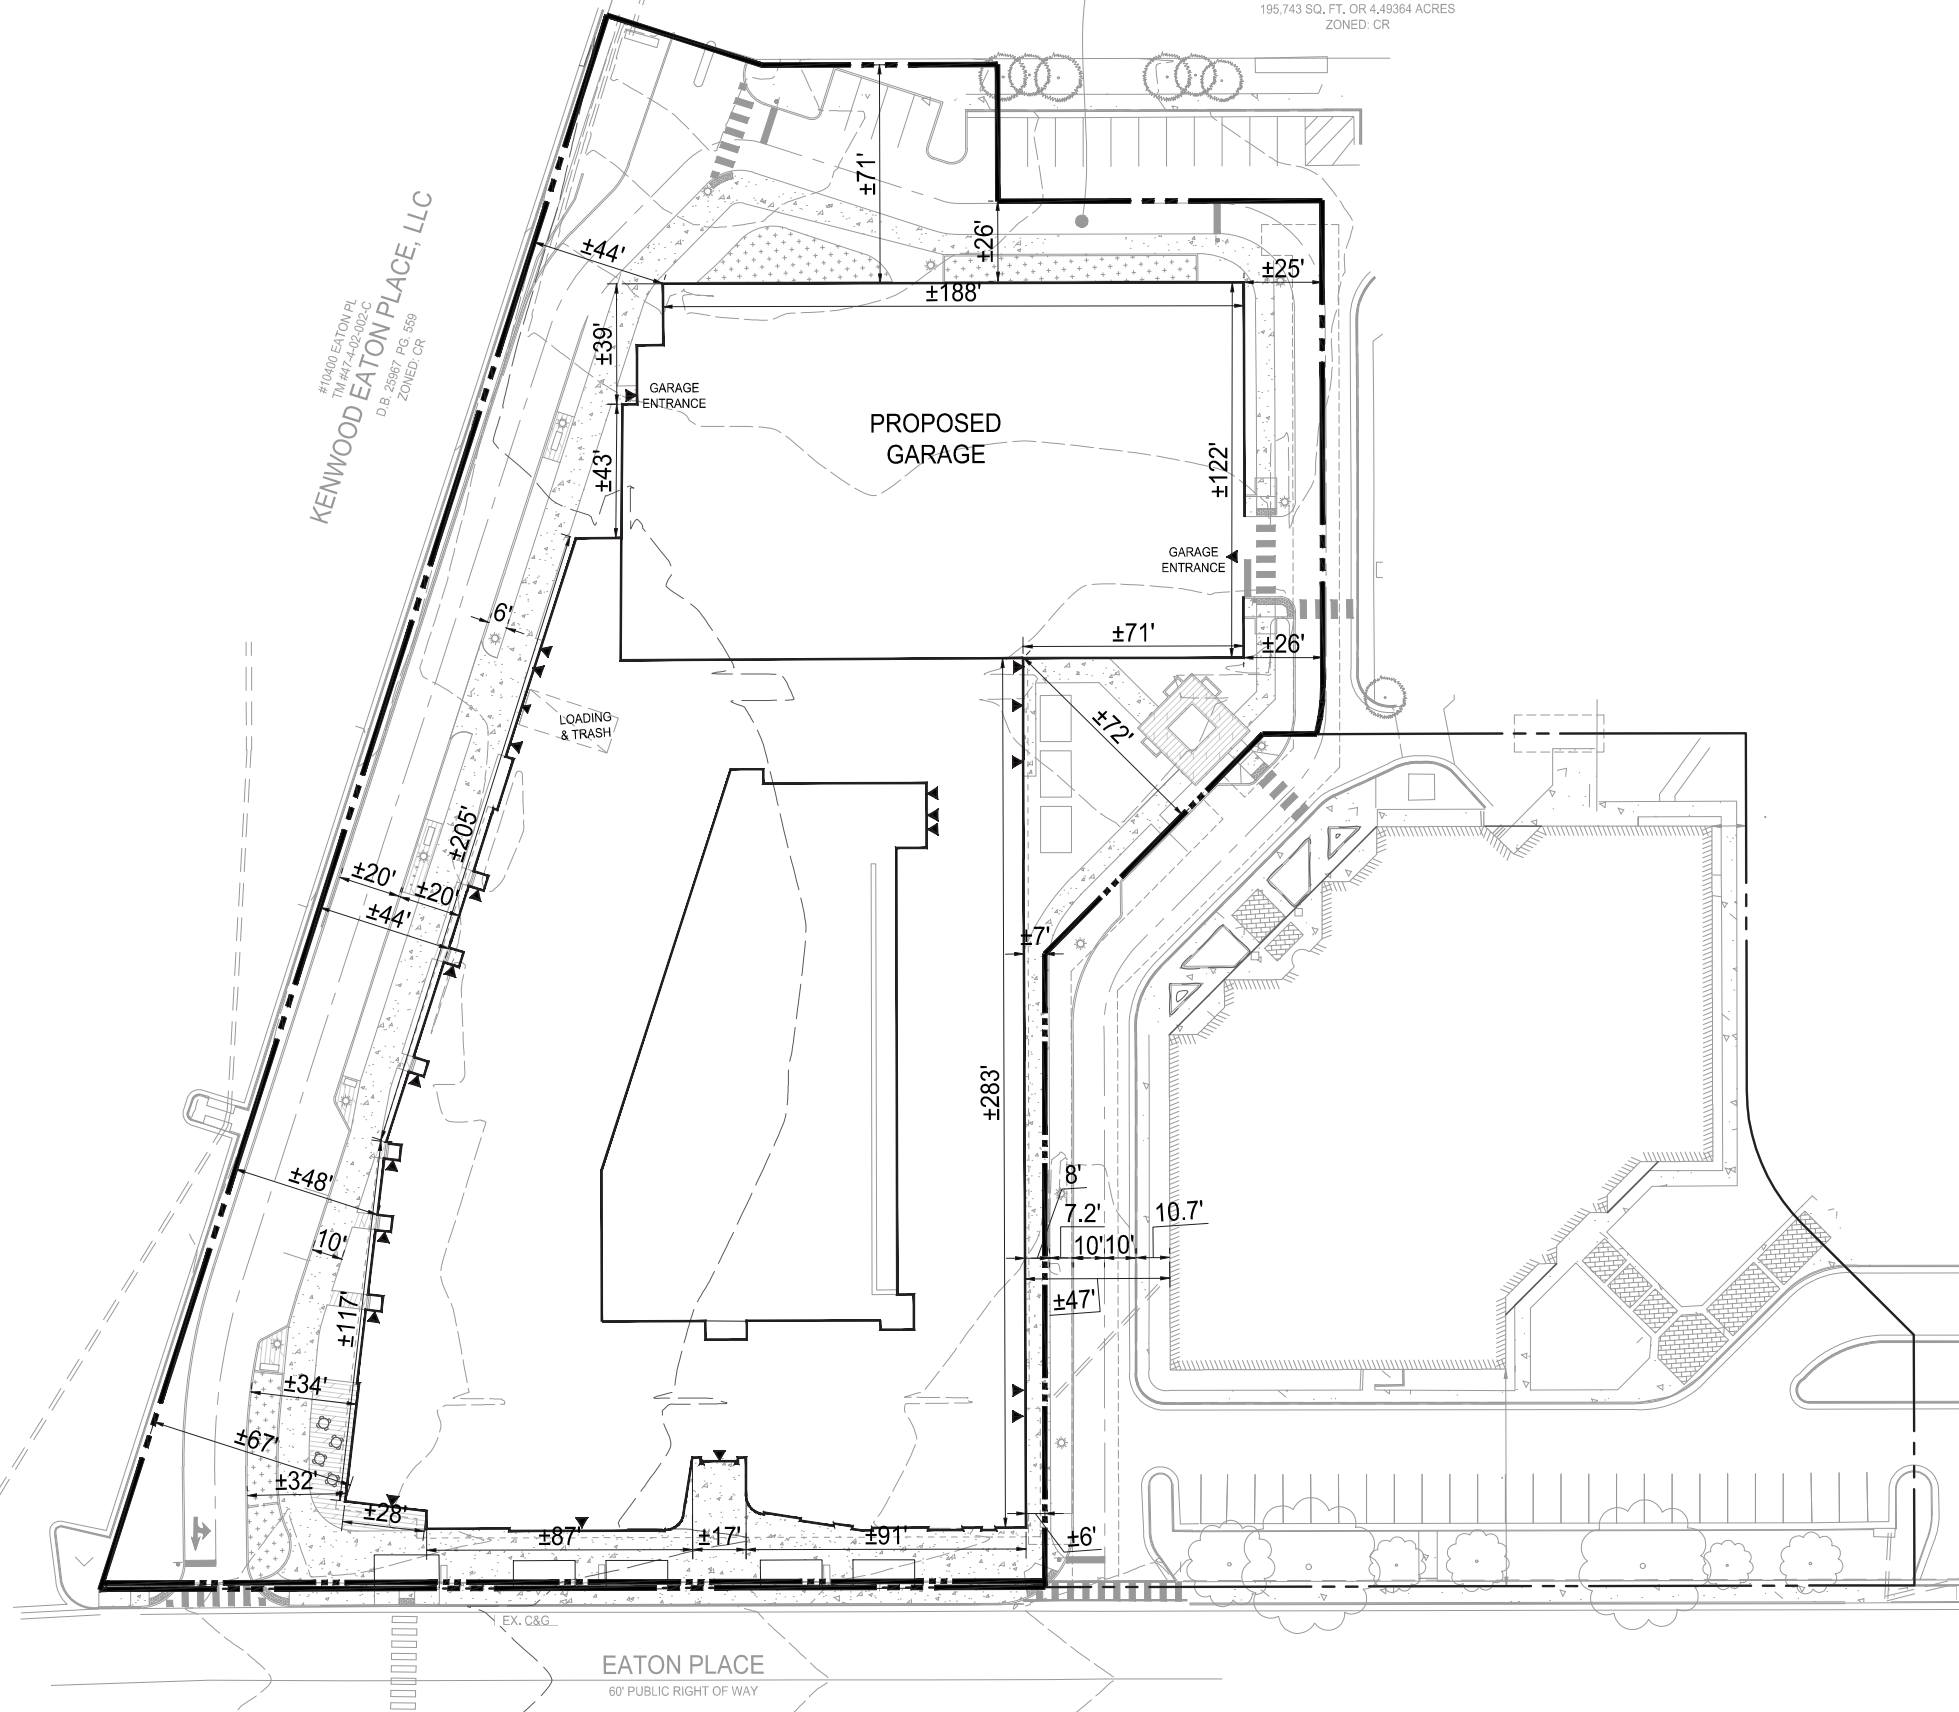 195,743 SQ. FT. OR 4.49364 ACRES
ZONED: CR
±71'
±26'
±44'
±25'
±188'
#10400 EATON PL
TM #47-4-02-002-C
KENWOOD EATON PLACE, LLC
D.B. 25967 PG. 559
ZONED: CR
±39'
GARAGE
ENTRANCE
PROPOSED
GARAGE
±43'
±122'
GARAGE
ENTRANCE
6'
±71'
±26'
LOADING
& TRASH
±72'
±205'
±20'
±20'
±44'
±7'
±283'
±48'
8'
7.2'
10.7'
10'
10'
10'
±47'
±117'
±34'
±67'
±32'
±28'
±87'
±17'
±91'
±6'
EX. C&G
EATON PLACE
60' PUBLIC RIGHT OF WAY